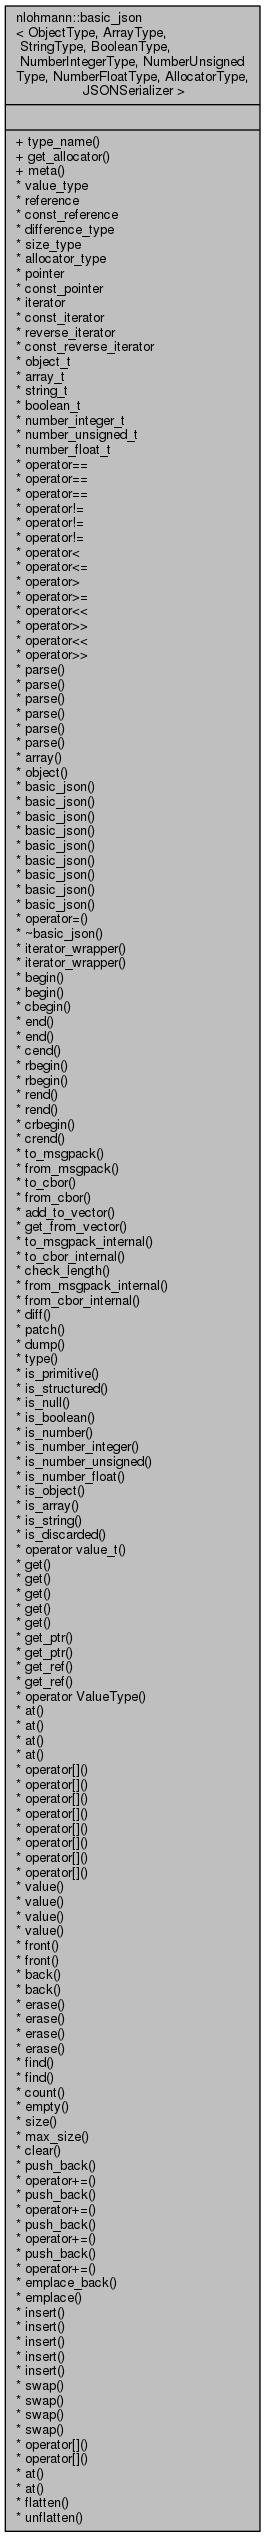 nlohmann::basic_json
< ObjectType, ArrayType,
StringType, BooleanType,
NumberIntegerType, NumberUnsigned
Type, NumberFloatType, AllocatorType,
JSONSerializer >
+ type_name()
+ get_allocator()
+ meta()
* value_type
* reference
* const_reference
* difference_type
* size_type
* allocator_type
* pointer
* const_pointer
* iterator
* const_iterator
* reverse_iterator
* const_reverse_iterator
* object_t
* array_t
* string_t
* boolean_t
* number_integer_t
* number_unsigned_t
* number_float_t
* operator==
* operator==
* operator==
* operator!=
* operator!=
* operator!=
* operator<
* operator<=
* operator>
* operator>=
* operator<<
* operator>>
* operator<<
* operator>>
* parse()
* parse()
* parse()
* parse()
* parse()
* parse()
* array()
* object()
* basic_json()
* basic_json()
* basic_json()
* basic_json()
* basic_json()
* basic_json()
* basic_json()
* basic_json()
* basic_json()
* operator=()
* ~basic_json()
* iterator_wrapper()
* iterator_wrapper()
* begin()
* begin()
* cbegin()
* end()
* end()
* cend()
* rbegin()
* rbegin()
* rend()
* rend()
* crbegin()
* crend()
* to_msgpack()
* from_msgpack()
* to_cbor()
* from_cbor()
* add_to_vector()
* get_from_vector()
* to_msgpack_internal()
* to_cbor_internal()
* check_length()
* from_msgpack_internal()
* from_cbor_internal()
* diff()
* patch()
* dump()
* type()
* is_primitive()
* is_structured()
* is_null()
* is_boolean()
* is_number()
* is_number_integer()
* is_number_unsigned()
* is_number_float()
* is_object()
* is_array()
* is_string()
* is_discarded()
* operator value_t()
* get()
* get()
* get()
* get()
* get()
* get_ptr()
* get_ptr()
* get_ref()
* get_ref()
* operator ValueType()
* at()
* at()
* at()
* at()
* operator[]()
* operator[]()
* operator[]()
* operator[]()
* operator[]()
* operator[]()
* operator[]()
* operator[]()
* value()
* value()
* value()
* value()
* front()
* front()
* back()
* back()
* erase()
* erase()
* erase()
* erase()
* find()
* find()
* count()
* empty()
* size()
* max_size()
* clear()
* push_back()
* operator+=()
* push_back()
* operator+=()
* push_back()
* operator+=()
* push_back()
* operator+=()
* emplace_back()
* emplace()
* insert()
* insert()
* insert()
* insert()
* insert()
* swap()
* swap()
* swap()
* swap()
* operator[]()
* operator[]()
* at()
* at()
* flatten()
* unflatten()